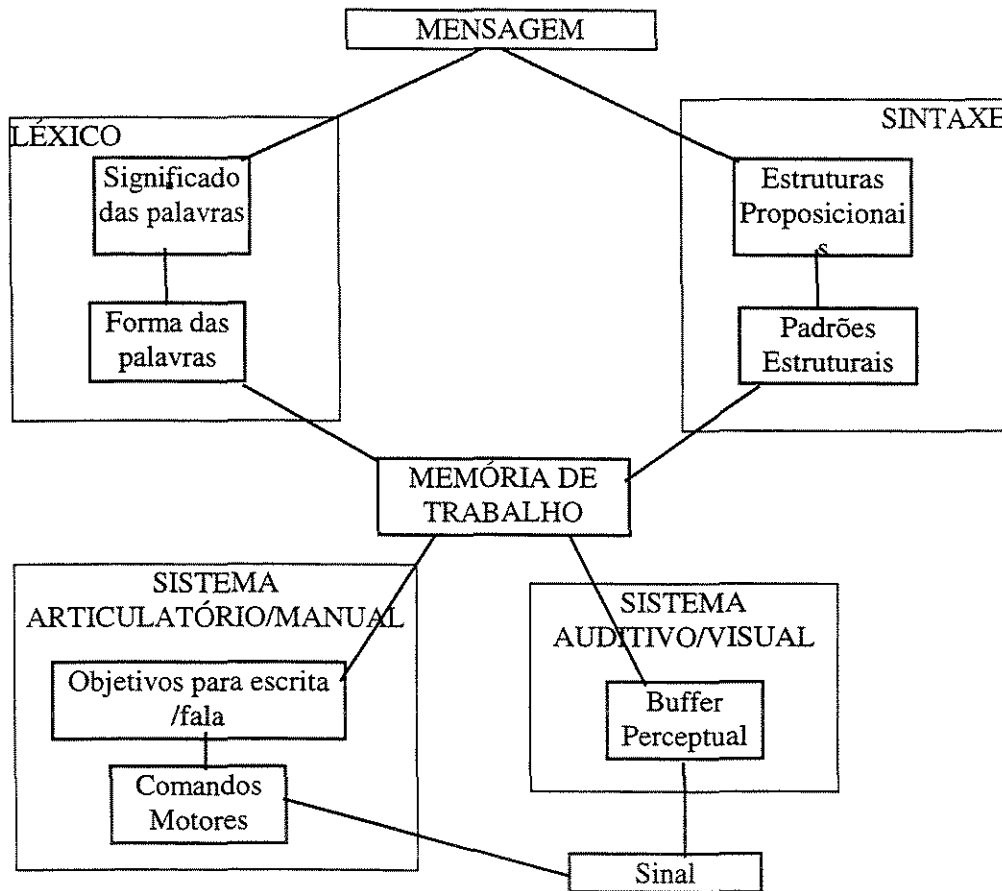 MENSAGEM
LÉXICO
SINTAXE
Significado
das palavras
Estruturas
Proposicionai
s
Forma das
palavras
Padrões
Estruturais
MEMÓRIA DE
TRABALHO
SISTEMA
ARTICULATÓRIO/MANUAL
SISTEMA
AUDITIVO/VISUAL
Objetivos para escrita
/fala
Buffer
Perceptual
Comandos
Motores
Sinal